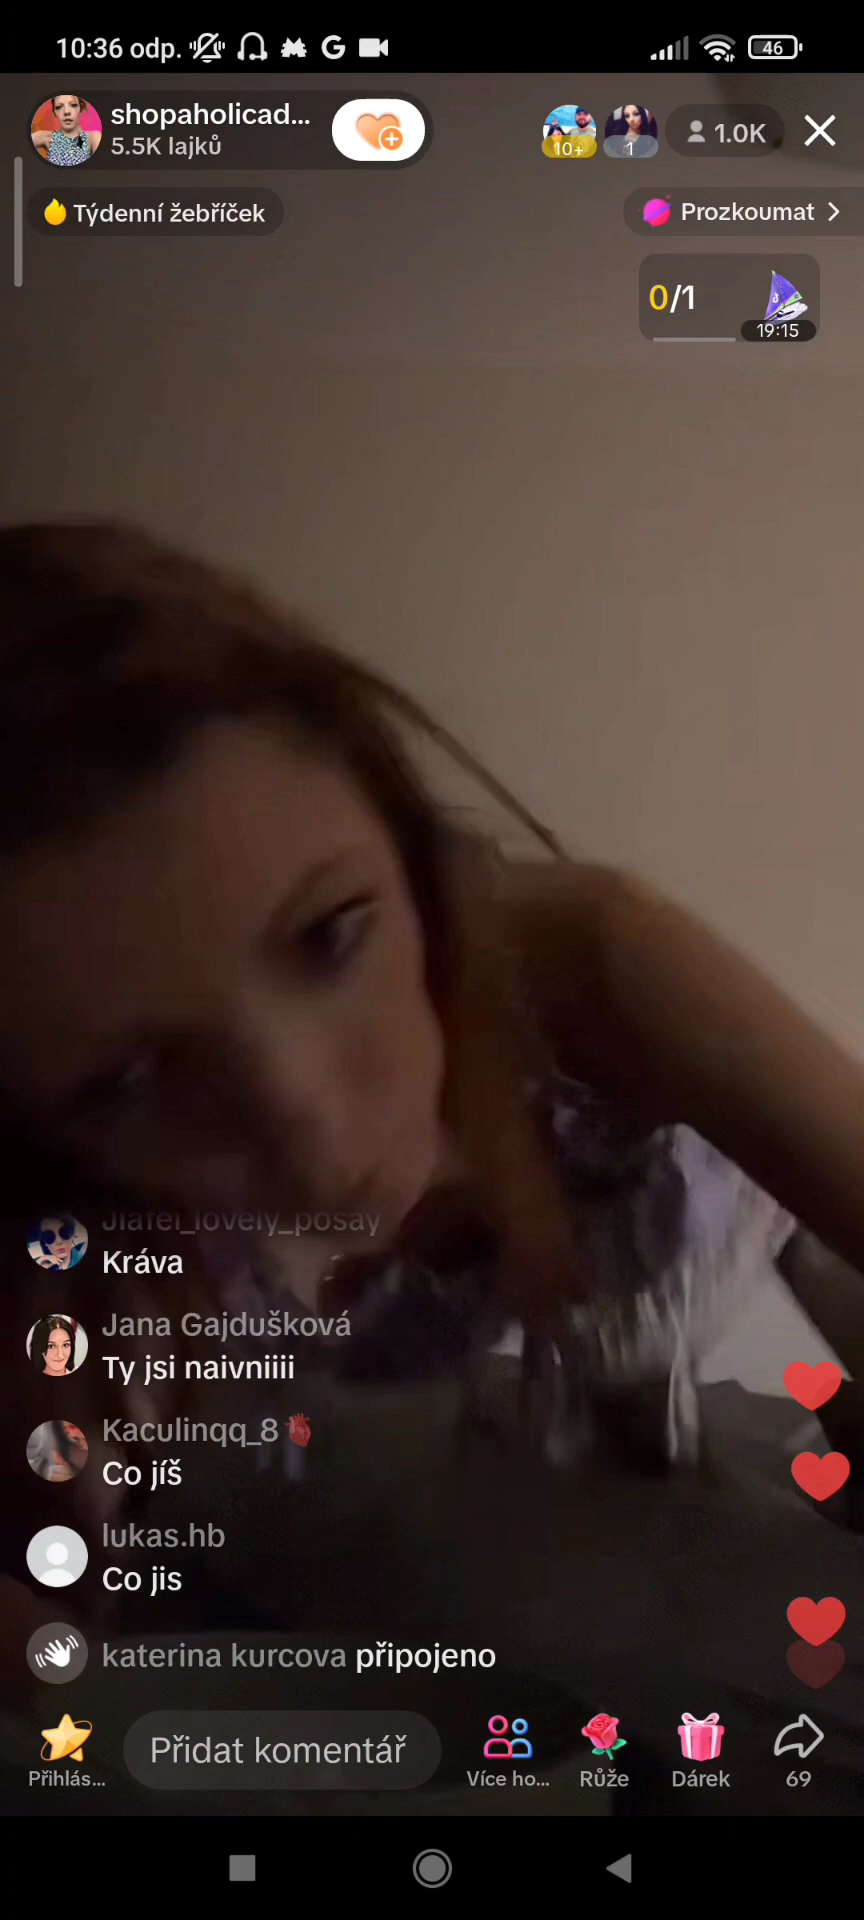 10:36 odp.
46
shopaholicad...
5.5K lajků
10+
1
1.0K
Týdenní žebříček
Prozkoumat
0/1
19:15
Jiafei_lovely_posay
Kráva
Jana Gajdušková
Ty jsi naivniiii
Kaculinqq_8
Co jíš
lukas.hb
Co jis
katerina kurcova připojeno
Přihlás...
Přidat komentář
Více ho...
Růže
Dárek
69